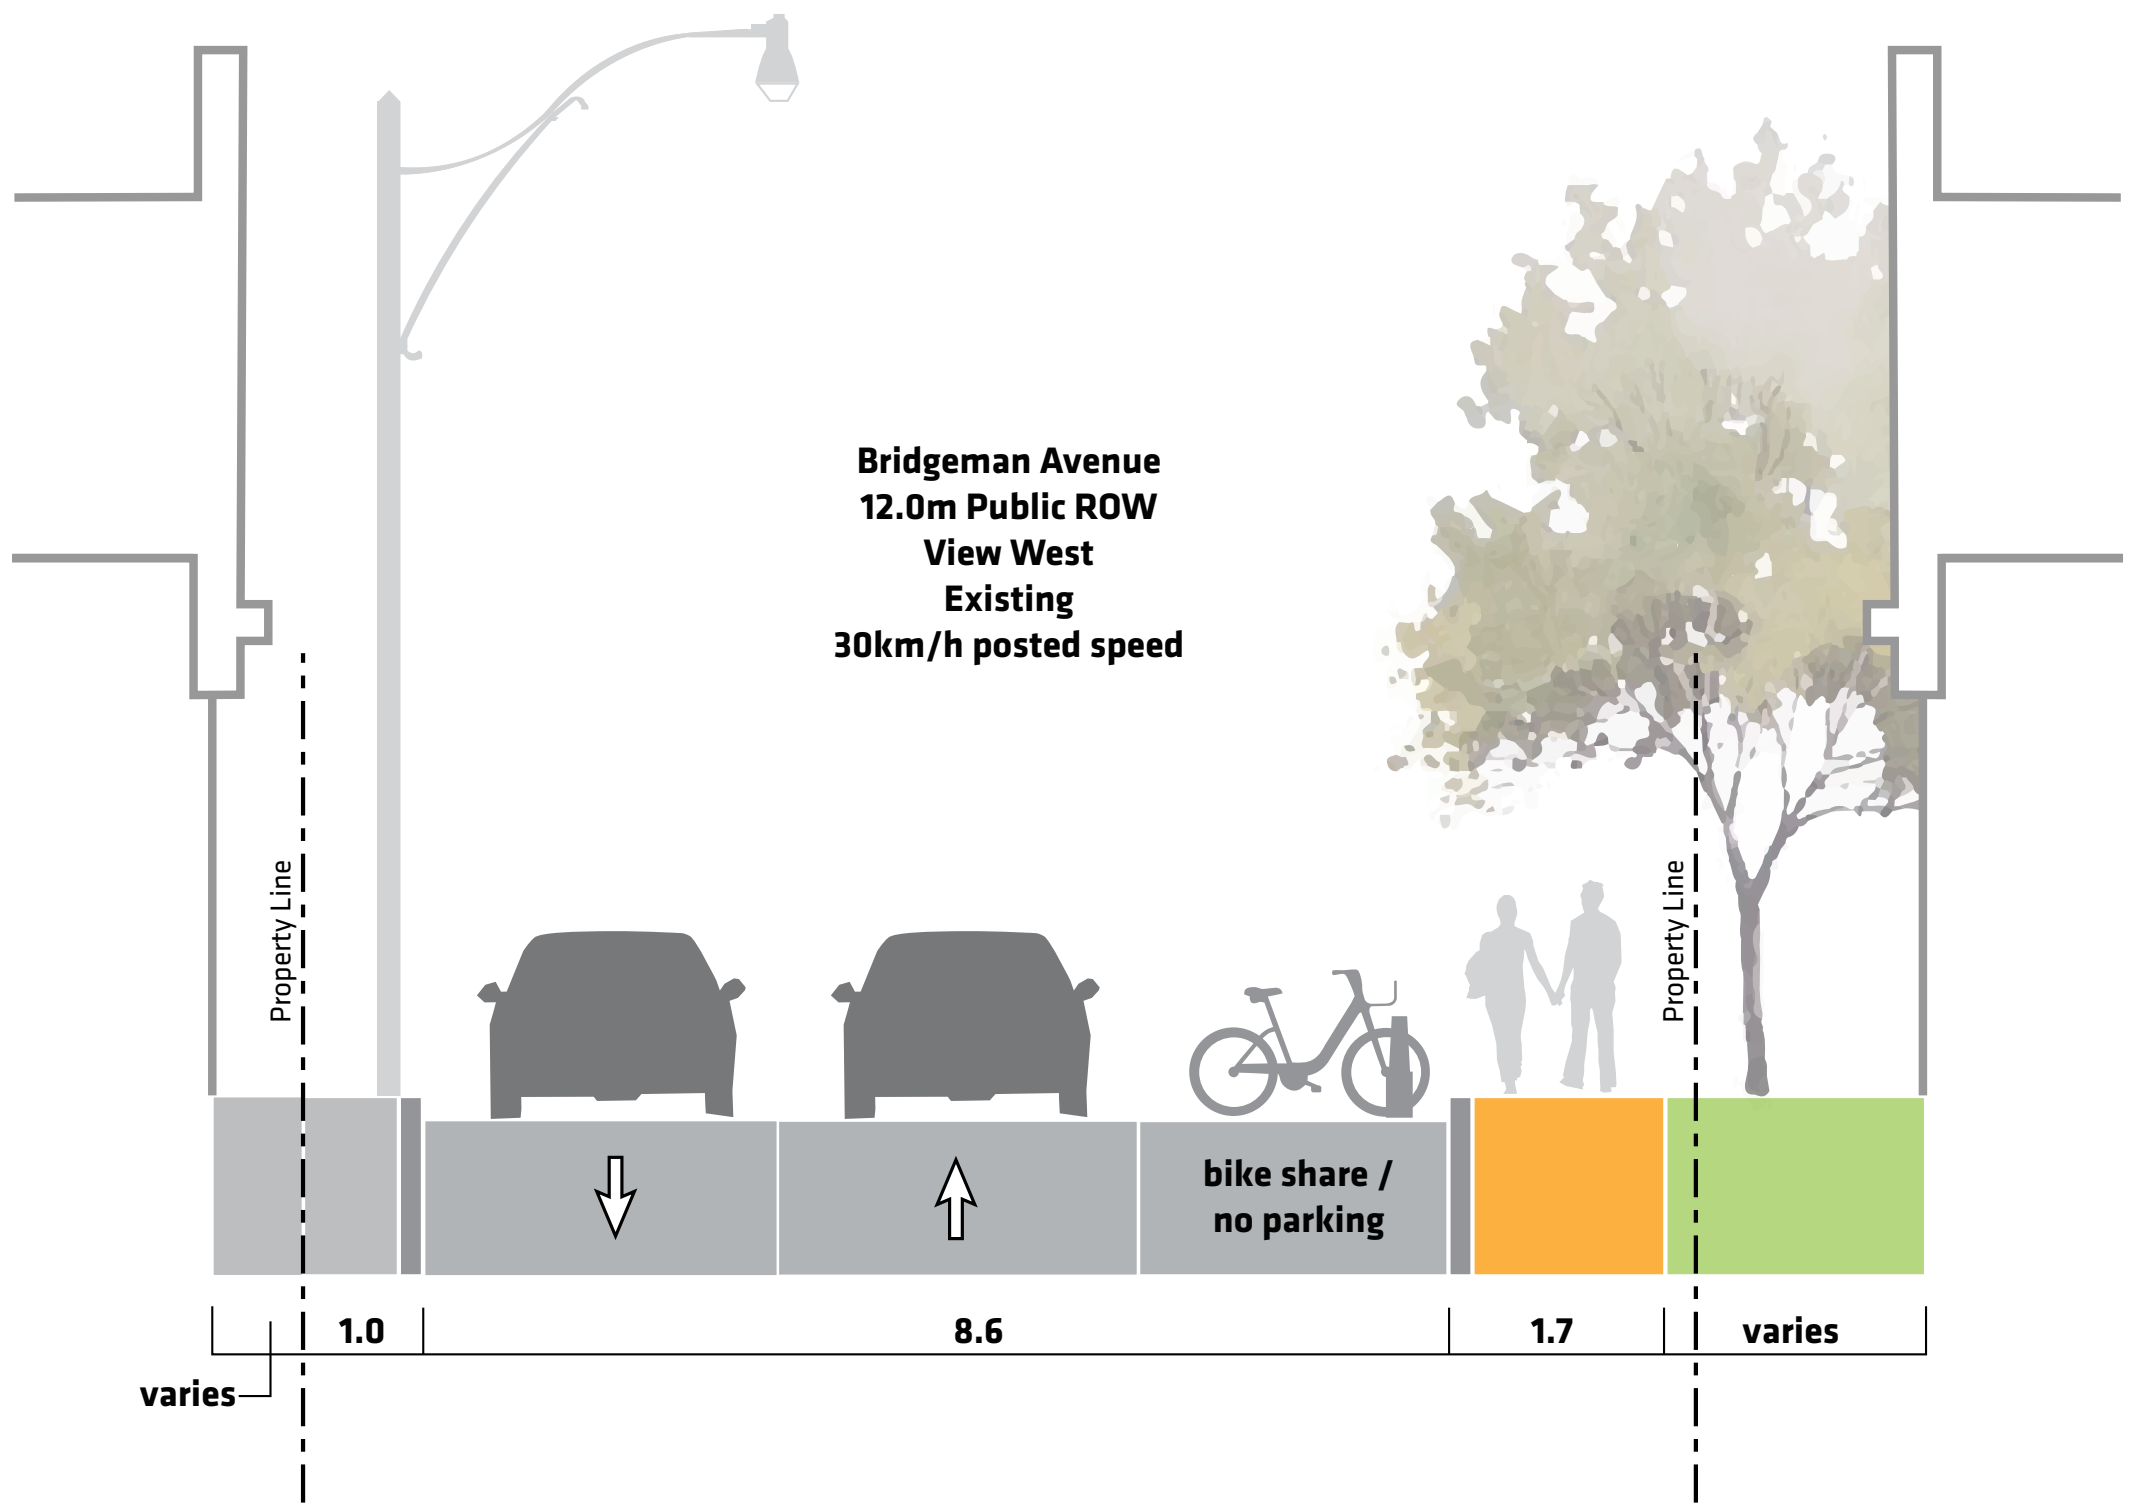 Bridgeman Avenue
12.0m Public ROW
View West
Existing
30km/h posted speed
Property Line
Property Line
bike share /
no parking
1.0
8.6
1.7
varies
varies